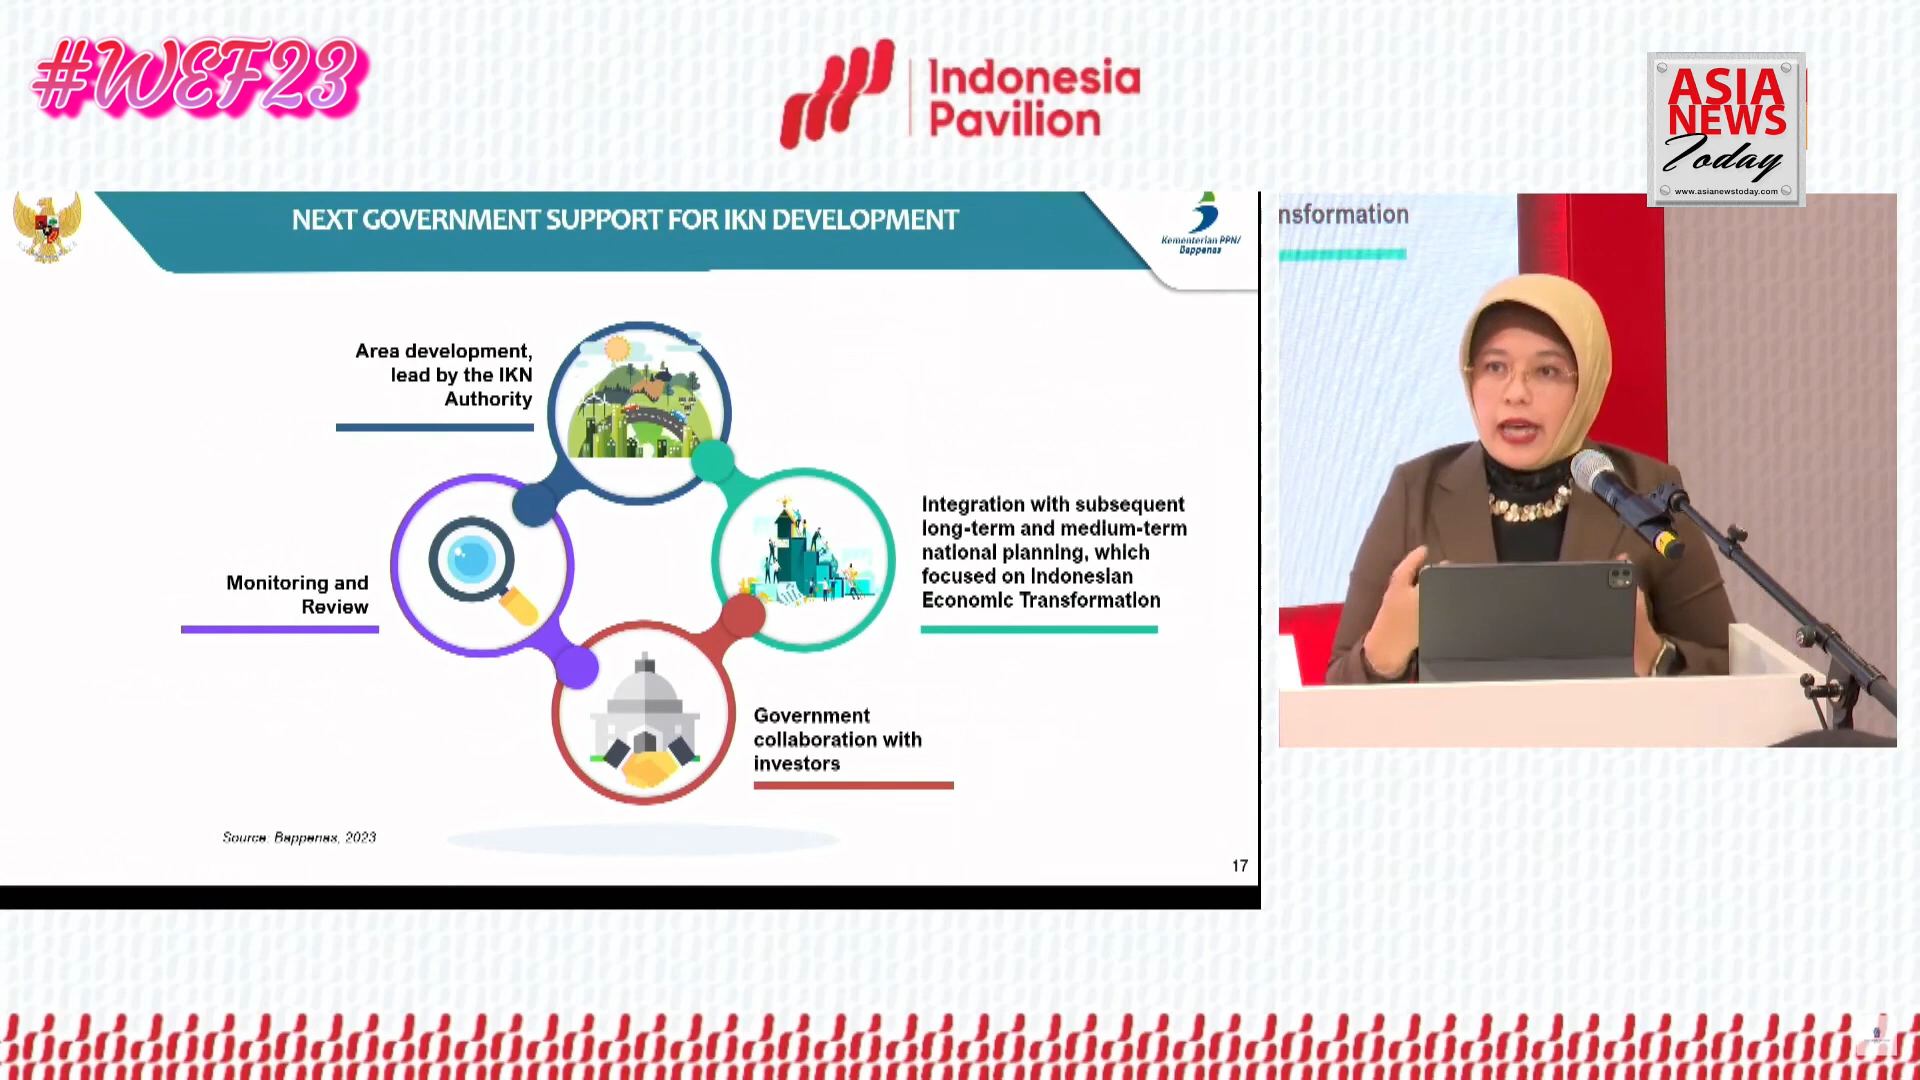 #WEF23
Indonesia
Pavilion
ASIA
NEWS
Today
www.asianewstoday.com
NEXT GOVERNMENT SUPPORT FOR IKN DEVELOPMENT
Kementerian PPN/
Bappenas
nsformation
Area development,
lead by the IKN
Authority
Integration with subsequent
long-term and medium-term
national planning, which
focused on Indonesian
Economic Transformation
Monitoring and
Review
Government
collaboration with
investors
Source: Bappenas, 2023
17